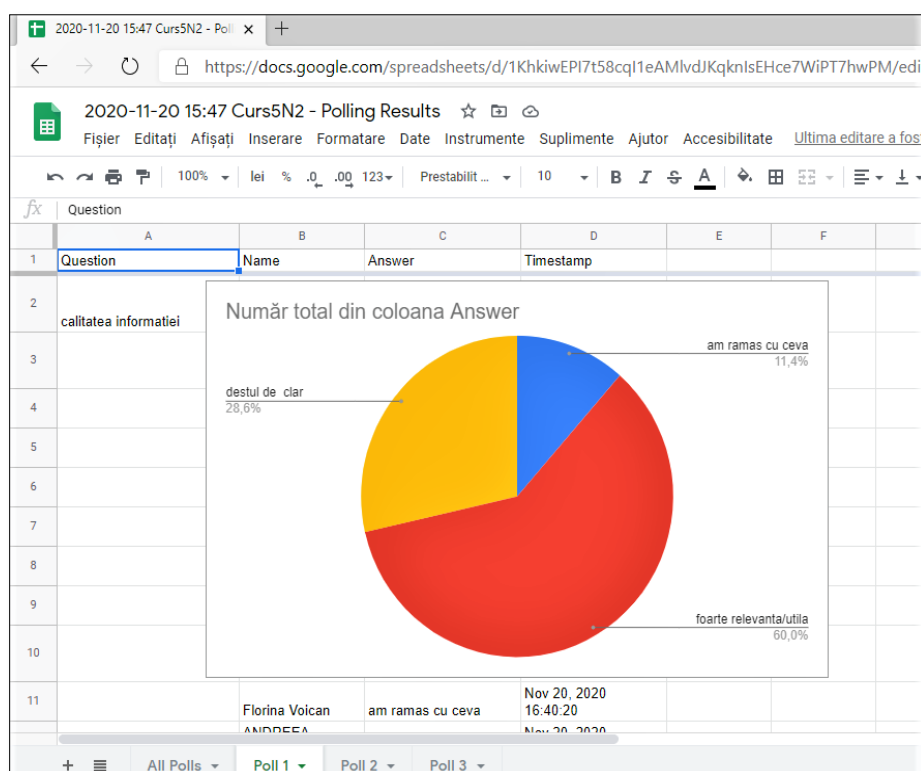 2020-11-20 15:47 Curs5N2 - Poll
https://docs.google.com/spreadsheets/d/1KhkiwEPI7t58cqI1eAMlvdJKqknIsEHce7WiPT7hwPM/edi
2020-11-20 15:47 Curs5N2 - Polling Results
Fișier Editați Afișați Inserare Formatare Date Instrumente Suplimente Ajutor Accesibilitate Ultima editare a fos
100% lei % .0 .00 123 Prestabilit ... 10 B I S A
fx Question
A B C D E F
1 Question Name Answer Timestamp
2 calitatea informatiei
Număr total din coloana Answer
am ramas cu ceva
11,4%
destul de clar
28,6%
foarte relevanta/utila
60,0%
3
4
5
6
7
8
9
10
11 Florina Voican am ramas cu ceva Nov 20, 2020
16:40:20
ANDREEA Nov 20, 2020
All Polls Poll 1 Poll 2 Poll 3